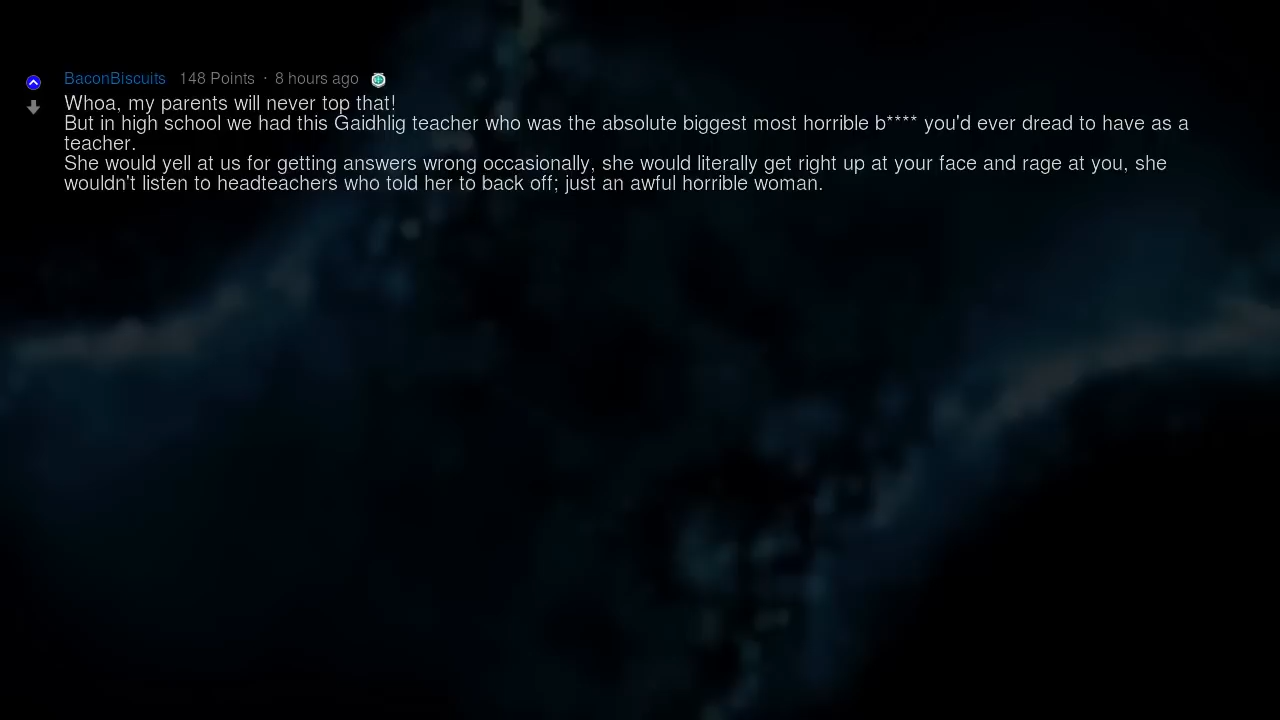 BaconBiscuits 148 Points · 8 hours ago
Whoa, my parents will never top that!
But in high school we had this Gaidhlig teacher who was the absolute biggest most horrible b**** you'd ever dread to have as a
teacher.
She would yell at us for getting answers wrong occasionally, she would literally get right up at your face and rage at you, she
wouldn't listen to headteachers who told her to back off; just an awful horrible woman.